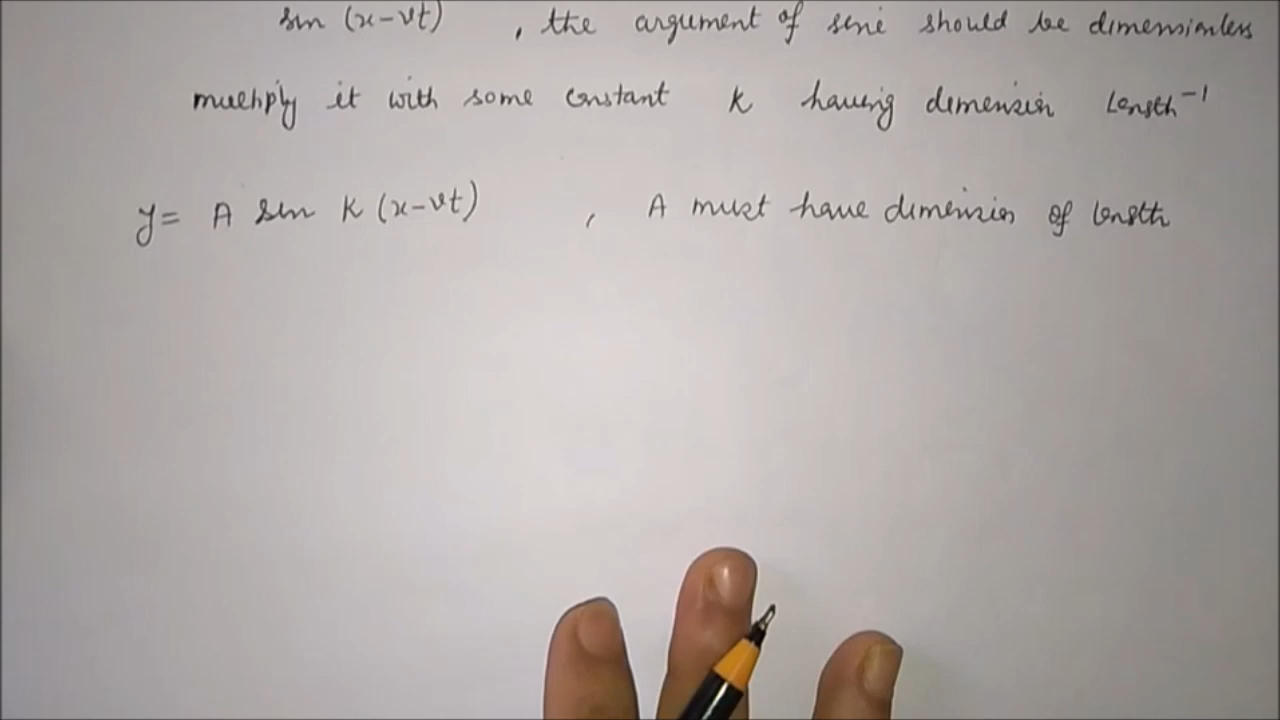 sin (x-vt) , the argument of sine should be dimensionless
multiply it with some constant K having dimension Length⁻¹
y= A sin K (x-vt) , A must have dimension of length